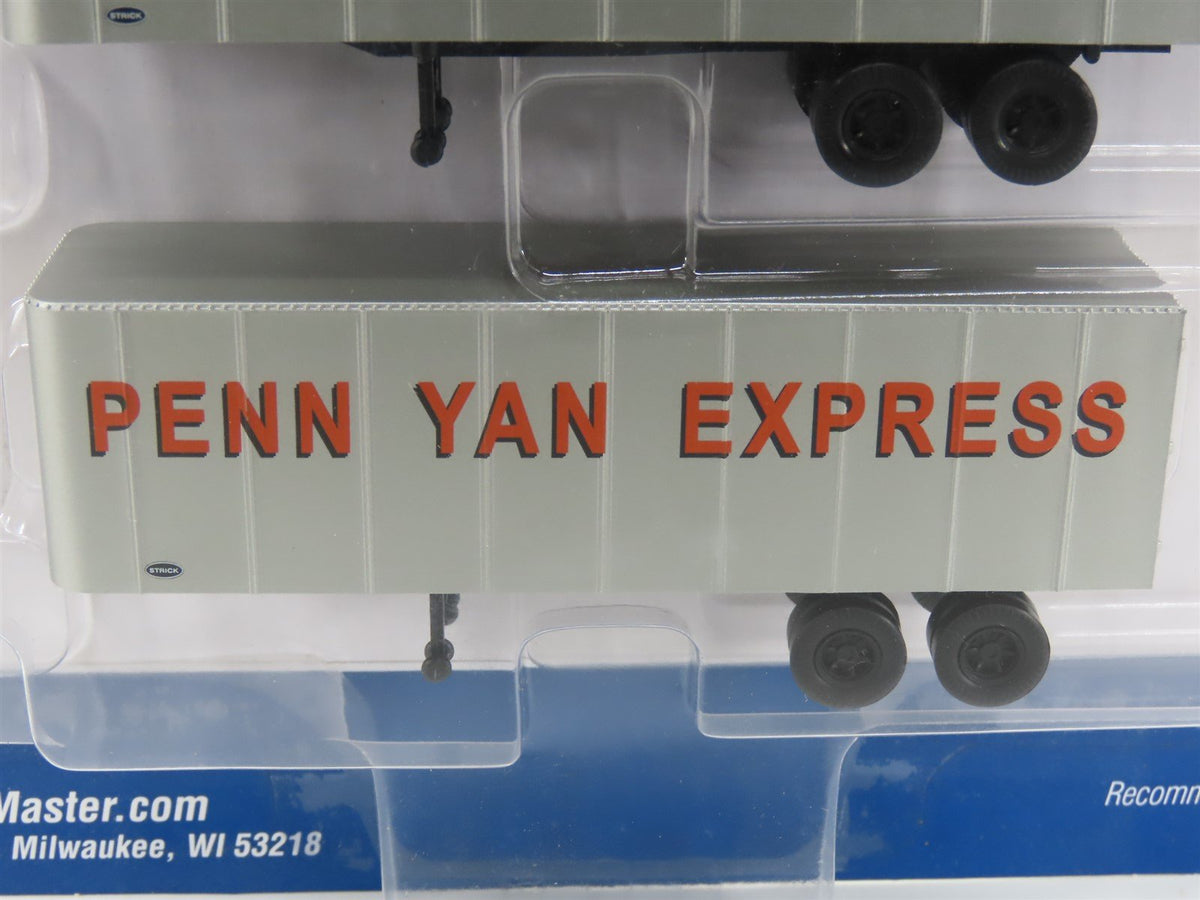 STRICK
PENN YAN EXPRESS
STRICK
Master.com
Milwaukee, WI 53218
Recomm